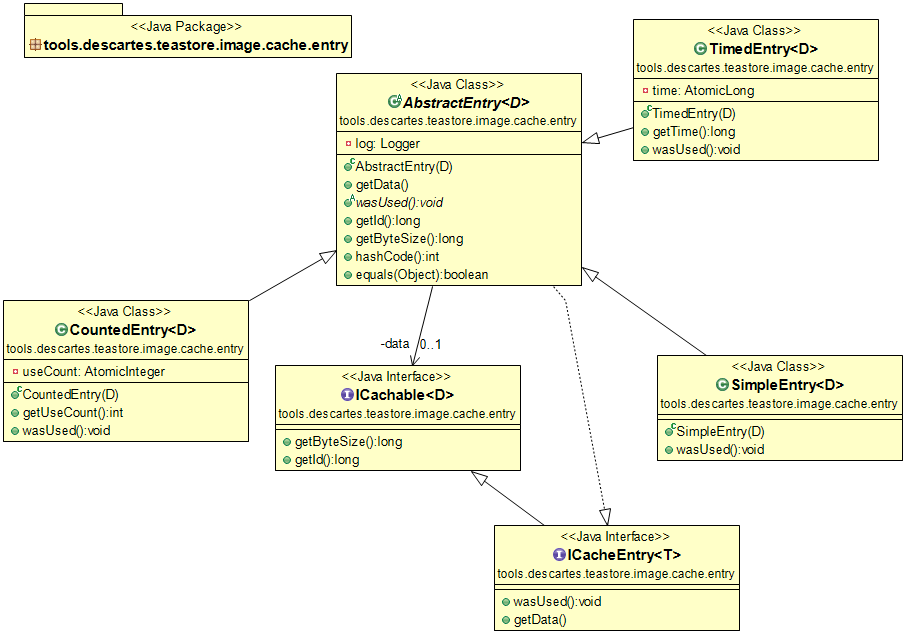 <<Java Package>>
tools.descartes.teastore.image.cache.entry
<<Java Class>>
TimedEntry<D>
tools.descartes.teastore.image.cache.entry
time: AtomicLong
TimedEntry(D)
getTime():long
wasUsed():void
<<Java Class>>
AbstractEntry<D>
tools.descartes.teastore.image.cache.entry
log: Logger
AbstractEntry(D)
getData()
wasUsed():void
getId():long
getByteSize():long
hashCode():int
equals(Object):boolean
<<Java Class>>
CountedEntry<D>
tools.descartes.teastore.image.cache.entry
useCount: AtomicInteger
CountedEntry(D)
getUseCount():int
wasUsed():void
-data 0..1
<<Java Interface>>
ICachable<D>
tools.descartes.teastore.image.cache.entry
getByteSize():long
getId():long
<<Java Class>>
SimpleEntry<D>
tools.descartes.teastore.image.cache.entry
SimpleEntry(D)
wasUsed():void
<<Java Interface>>
ICacheEntry<T>
tools.descartes.teastore.image.cache.entry
wasUsed():void
getData()